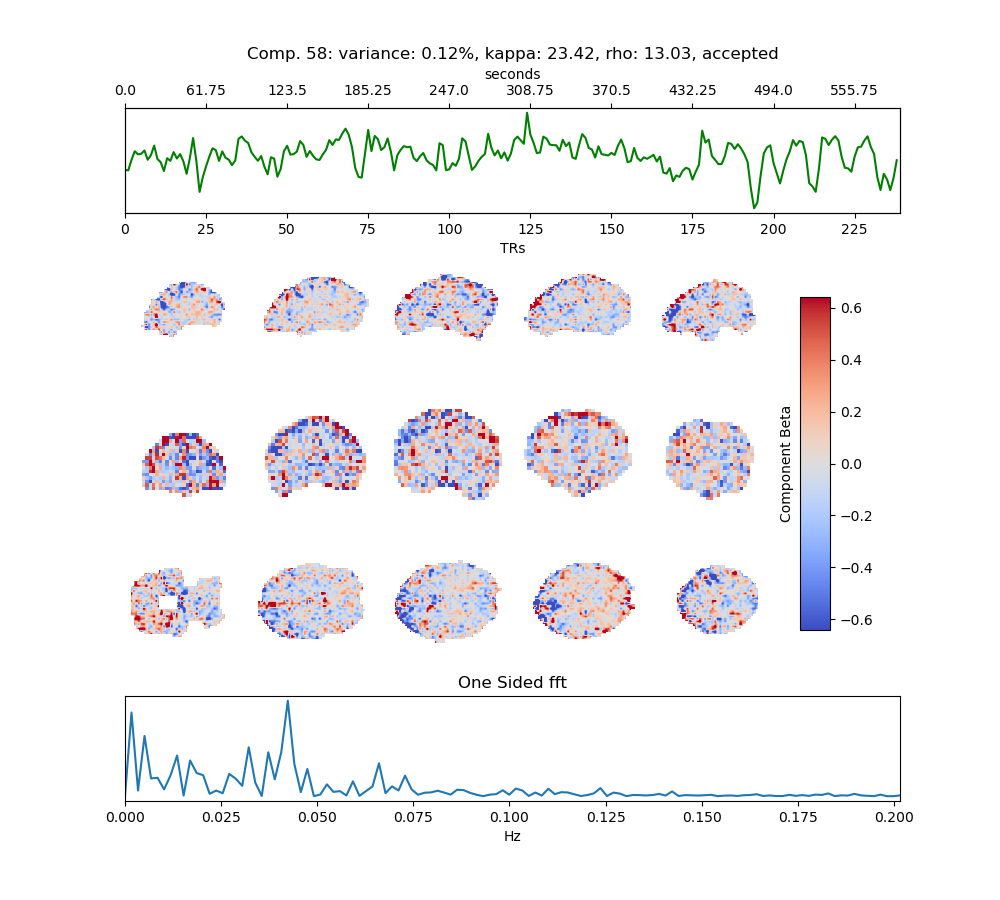 Comp. 58: variance: 0.12%, kappa: 23.42, rho: 13.03, accepted
seconds
0.0 61.75 123.5 185.25 247.0 308.75 370.5 432.25 494.0 555.75
0 25 50 75 100 125 150 175 200 225
TRs
0.6
0.4
0.2
0.0
−0.2
−0.4
−0.6
Component Beta
One Sided fft
0.000 0.025 0.050 0.075 0.100 0.125 0.150 0.175 0.200
Hz